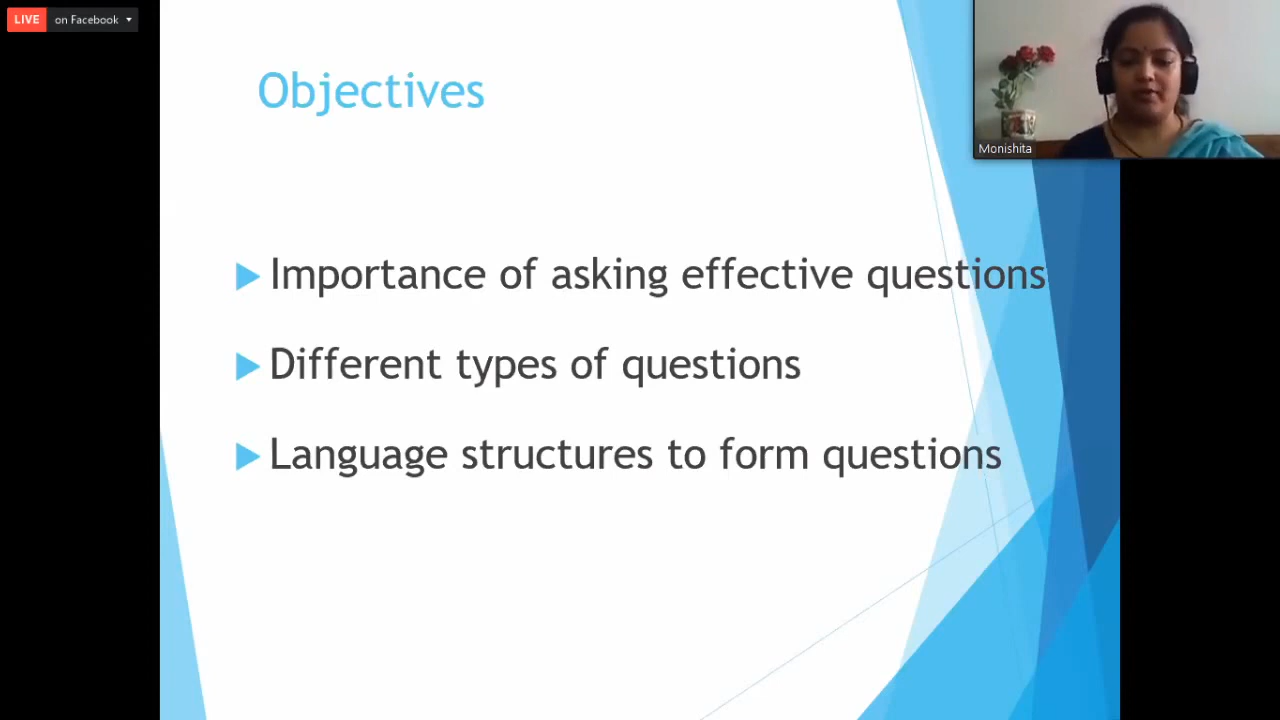 LIVE on Facebook
Objectives
Monishita
Importance of asking effective questions
Different types of questions
Language structures to form questions